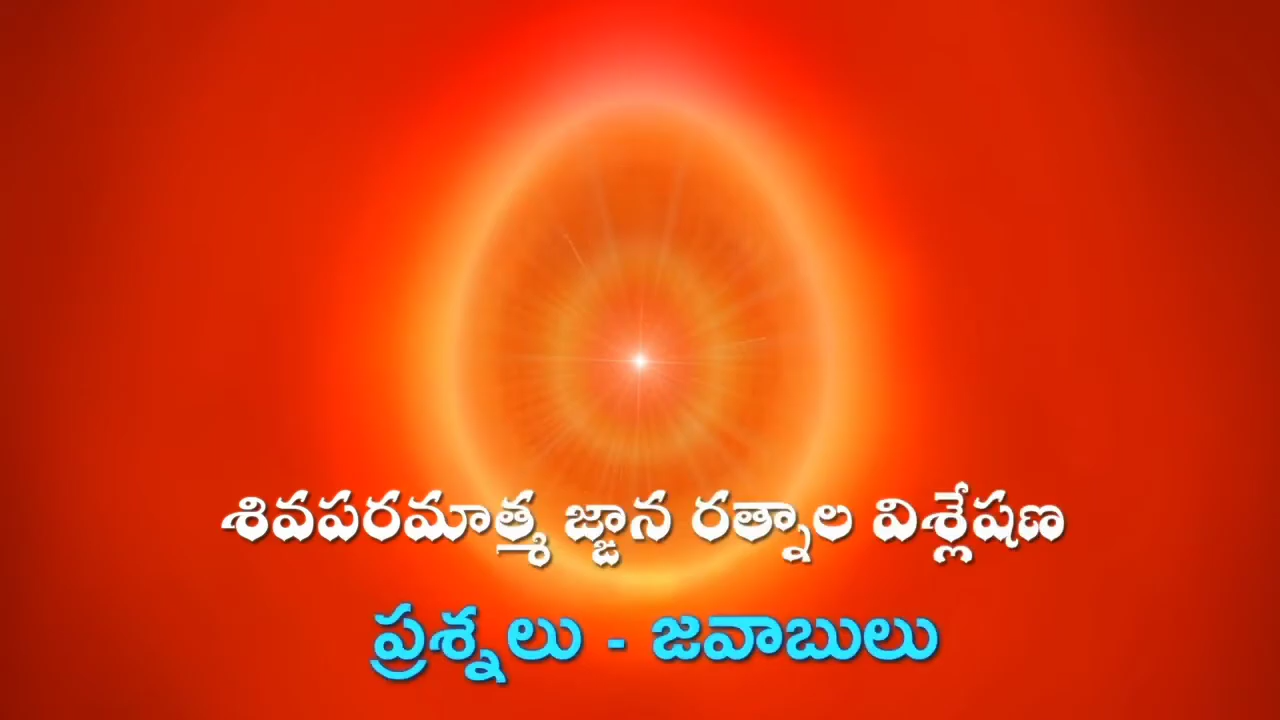 శివపరమాత్మ జ్ఞాన రత్నాల విశ్లేషణ
ప్రశ్నలు - జవాబులు